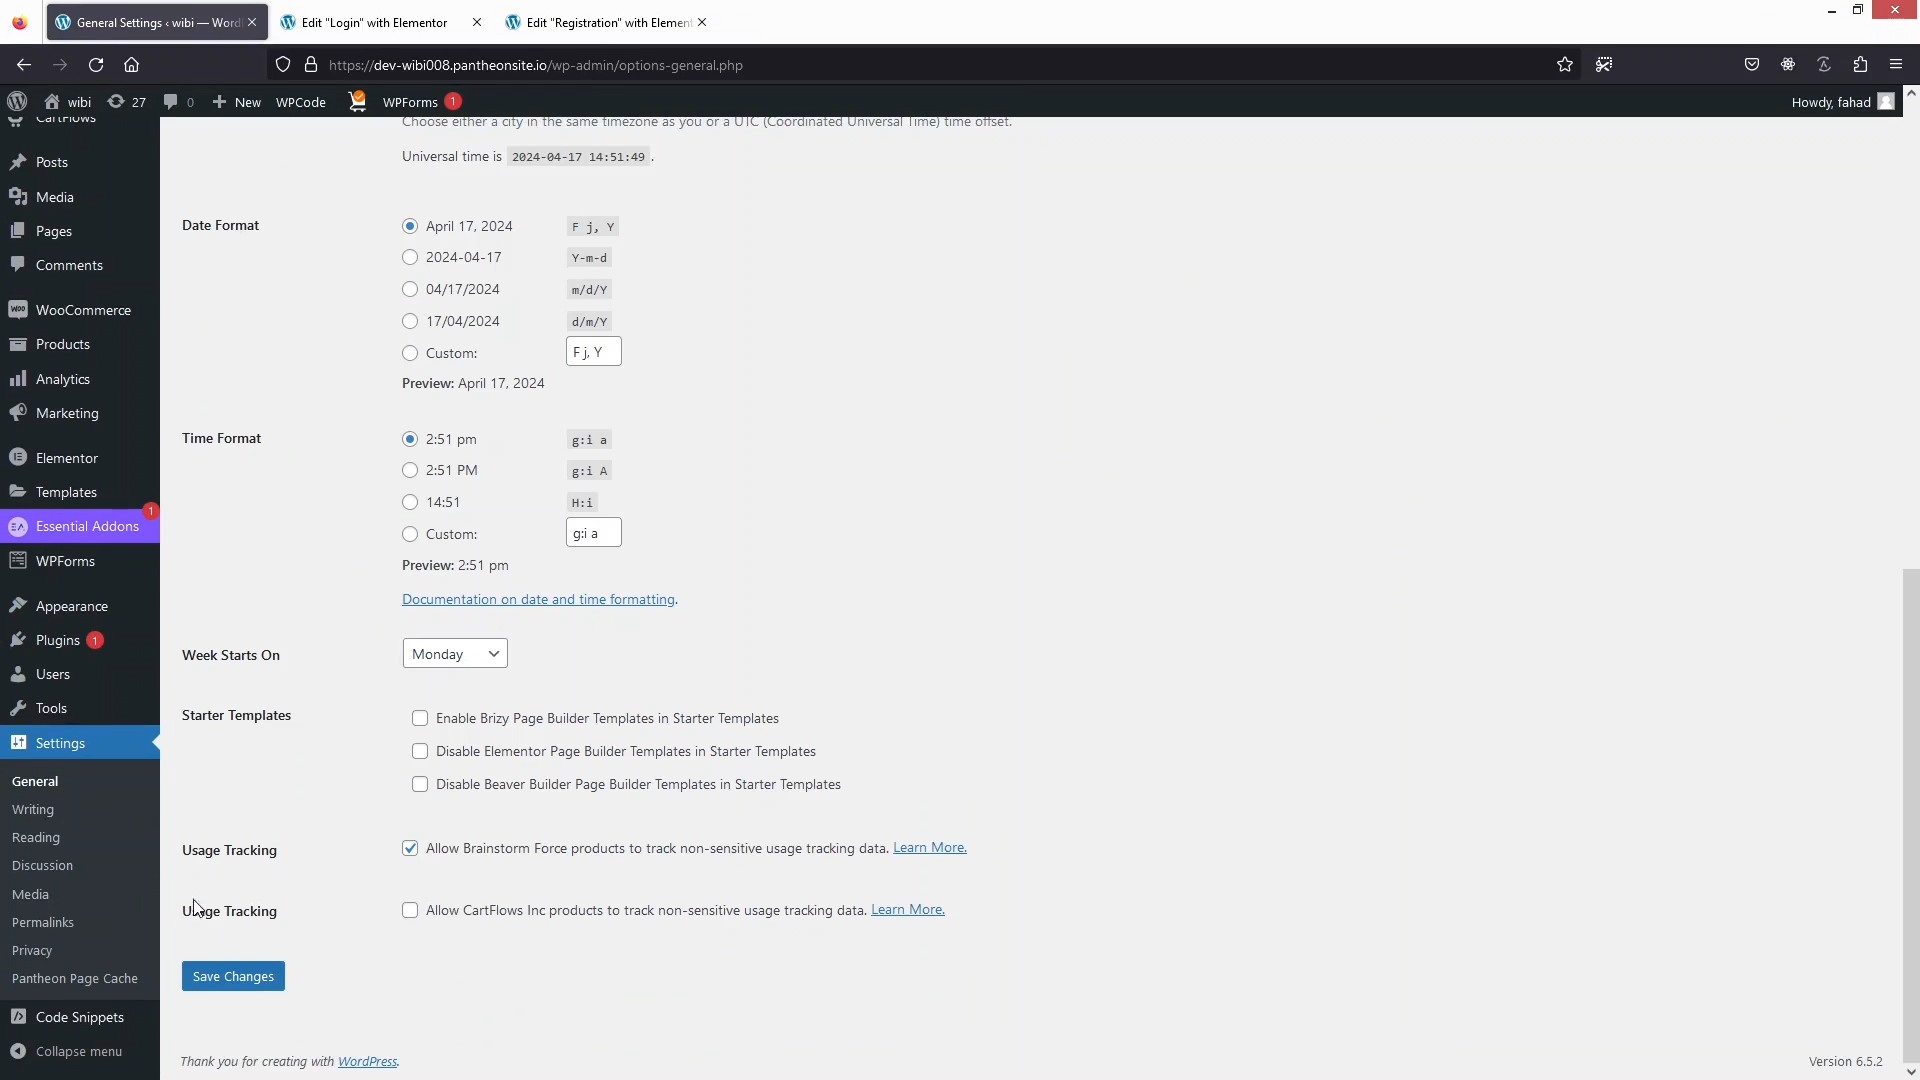 General Settings ‹ wibi — Word
Edit "Login" with Elementor
Edit "Registration" with Element
https://dev-wibi008.pantheonsite.io/wp-admin/options-general.php
wibi
27
0
New
WPCode
WPForms
1
Howdy, fahad
CartFlows
Posts
Media
Pages
Comments
WooCommerce
Products
Analytics
Marketing
Elementor
Templates
Essential Addons
1
WPForms
Appearance
Plugins
1
Users
Tools
Settings
General
Writing
Reading
Discussion
Media
Permalinks
Privacy
Pantheon Page Cache
Code Snippets
Collapse menu
Choose either a city in the same timezone as you or a UTC (Coordinated Universal Time) time offset.
Universal time is 2024-04-17 14:51:49 .
Date Format
April 17, 2024 F j, Y
2024-04-17 Y-m-d
04/17/2024 m/d/Y
17/04/2024 d/m/Y
Custom: F j, Y
Preview: April 17, 2024
Time Format
2:51 pm g:i a
2:51 PM g:i A
14:51 H:i
Custom: g:i a
Preview: 2:51 pm
Documentation on date and time formatting.
Week Starts On
Monday
Starter Templates
Enable Brizy Page Builder Templates in Starter Templates
Disable Elementor Page Builder Templates in Starter Templates
Disable Beaver Builder Page Builder Templates in Starter Templates
Usage Tracking
Allow Brainstorm Force products to track non-sensitive usage tracking data. Learn More.
Usage Tracking
Allow CartFlows Inc products to track non-sensitive usage tracking data. Learn More.
Save Changes
Thank you for creating with WordPress.
Version 6.5.2